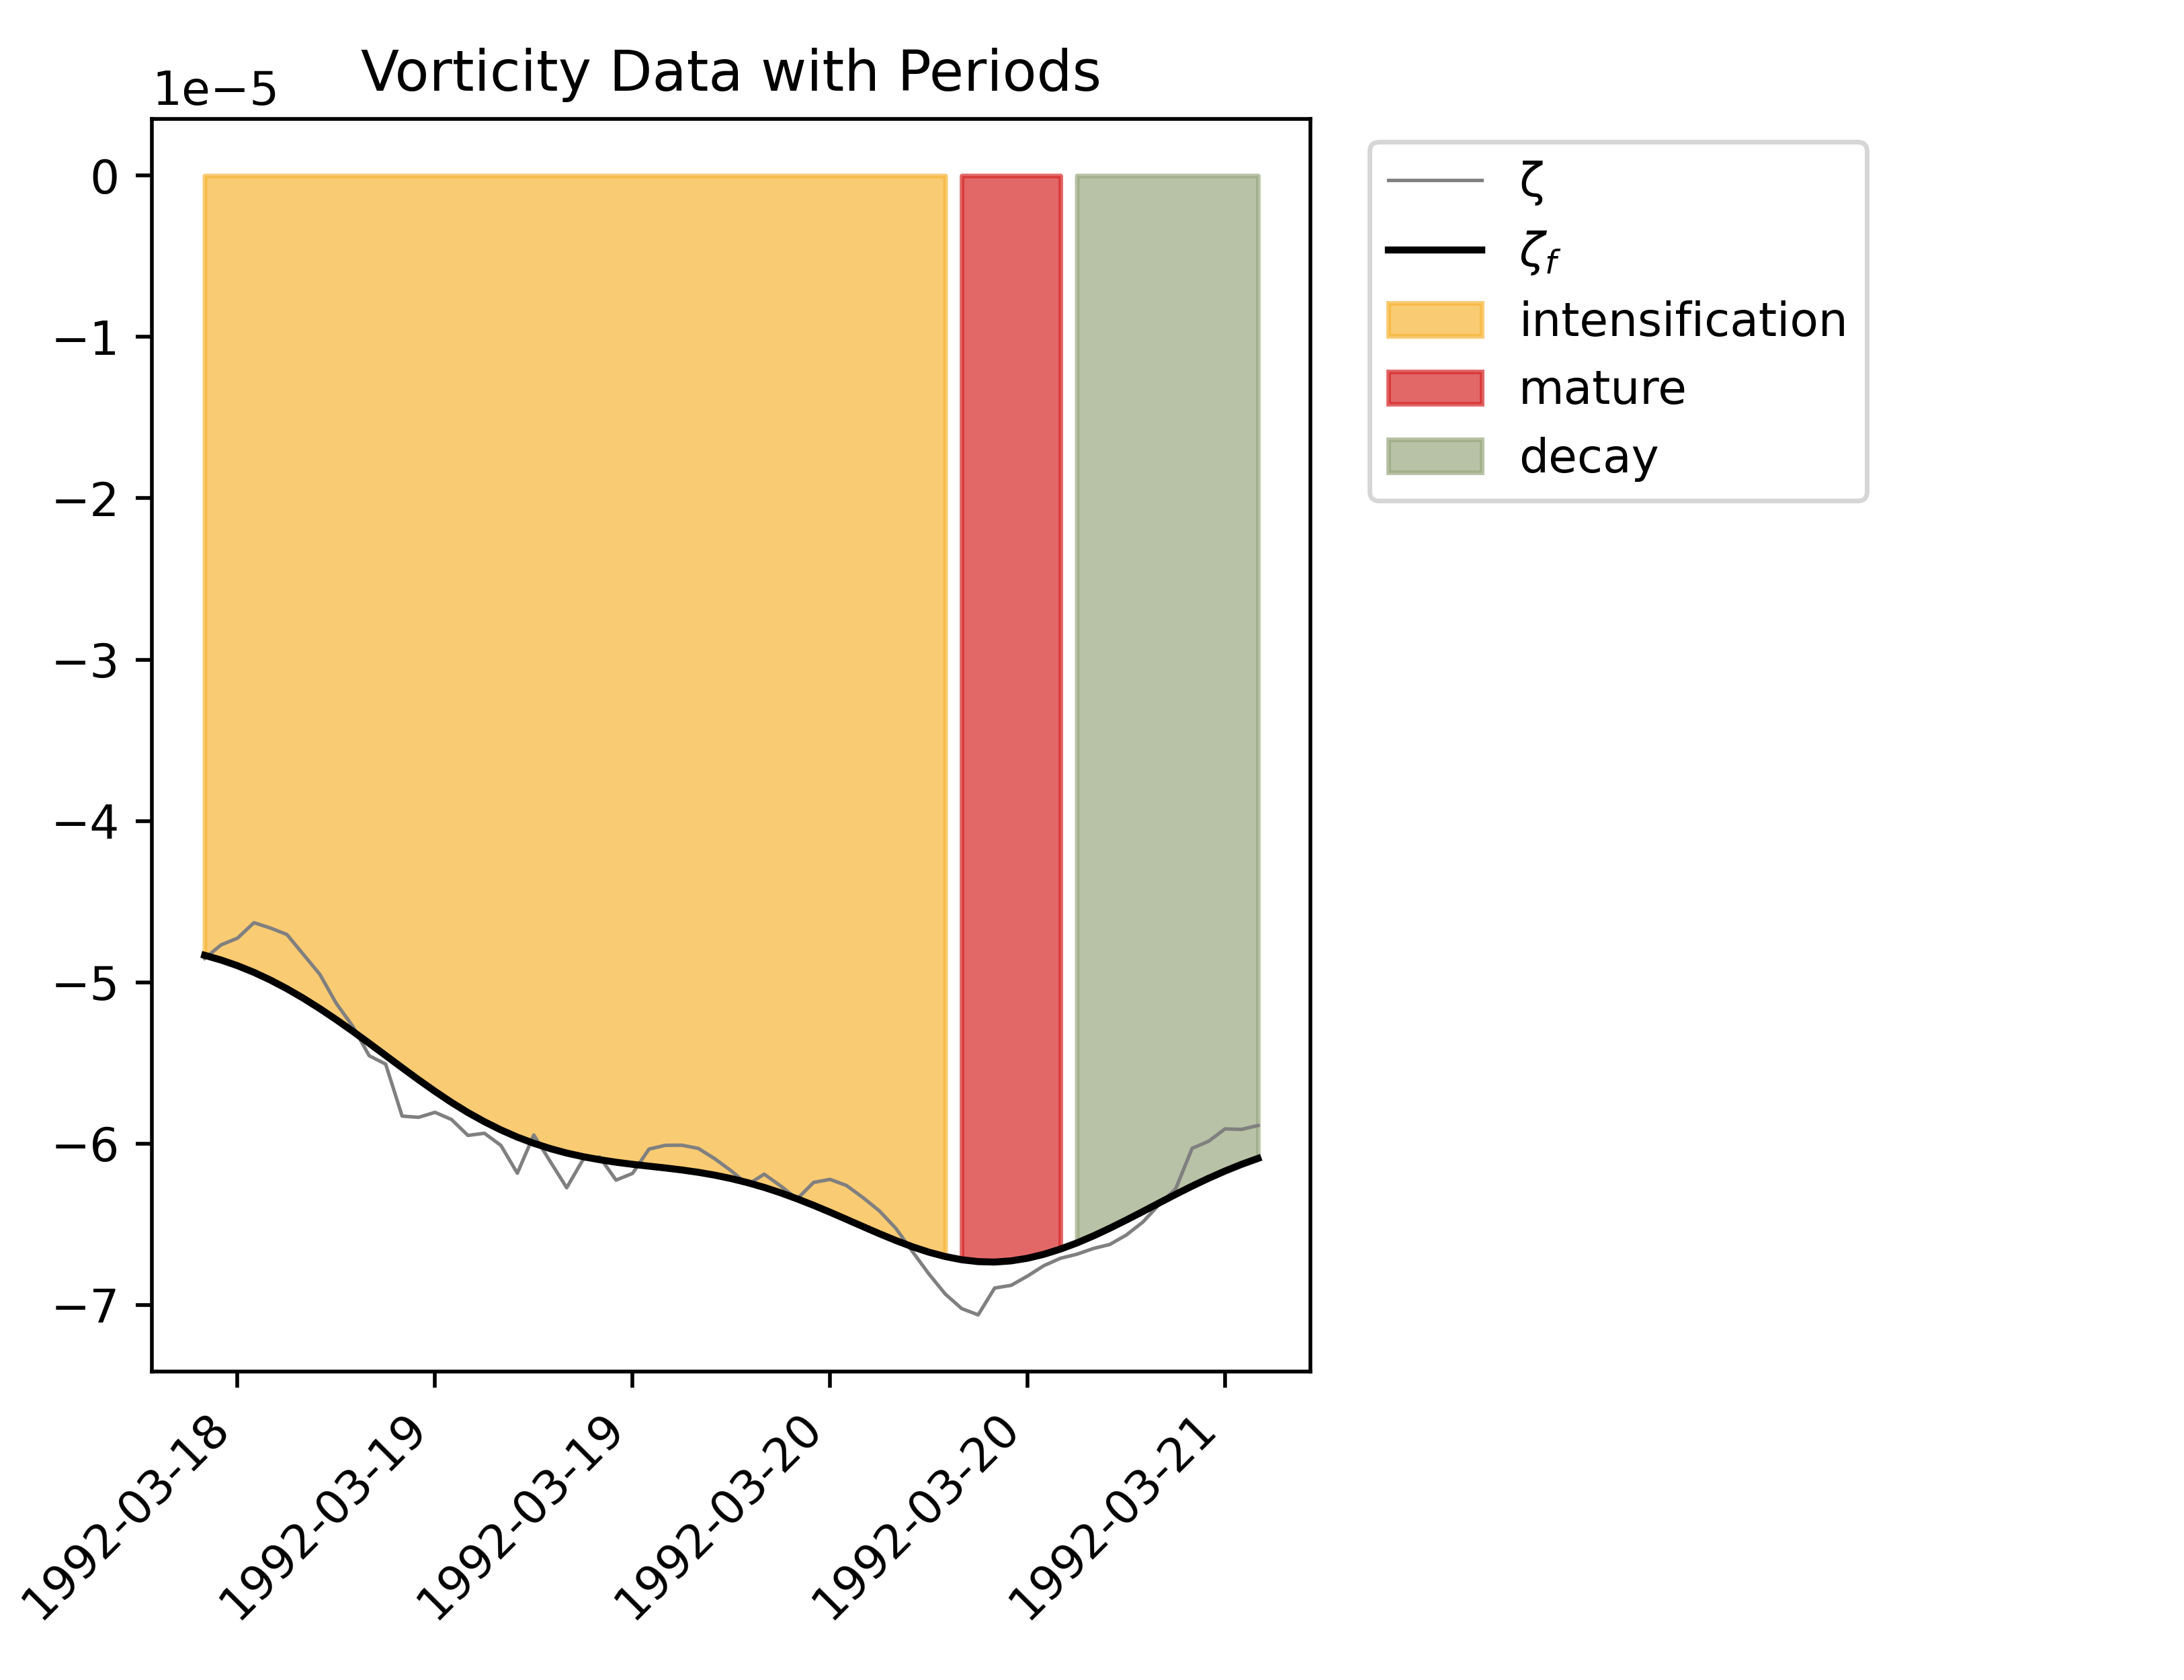 Vorticity Data with Periods
1e−5
0
−1
−2
−3
−4
−5
−6
−7
1992-03-18
1992-03-19
1992-03-19
1992-03-20
1992-03-20
1992-03-21
ζ
ζf
intensification
mature
decay